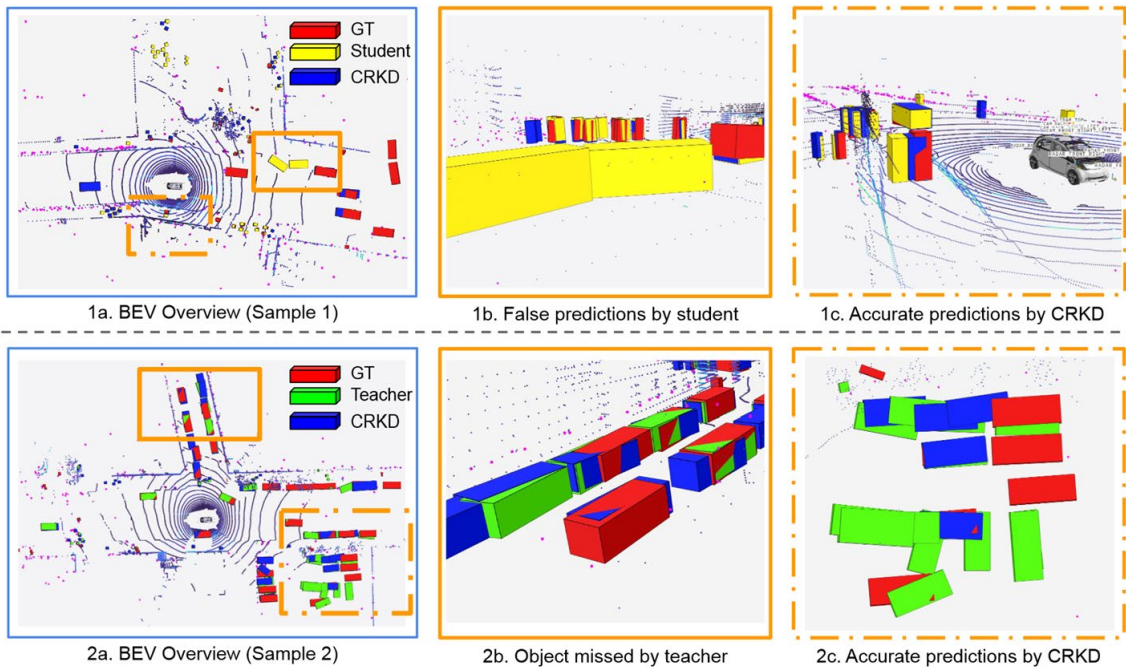 GT
Student
CRKD
1a. BEV Overview (Sample 1)
1b. False predictions by student
1c. Accurate predictions by CRKD
GT
Teacher
CRKD
2a. BEV Overview (Sample 2)
2b. Object missed by teacher
2c. Accurate predictions by CRKD